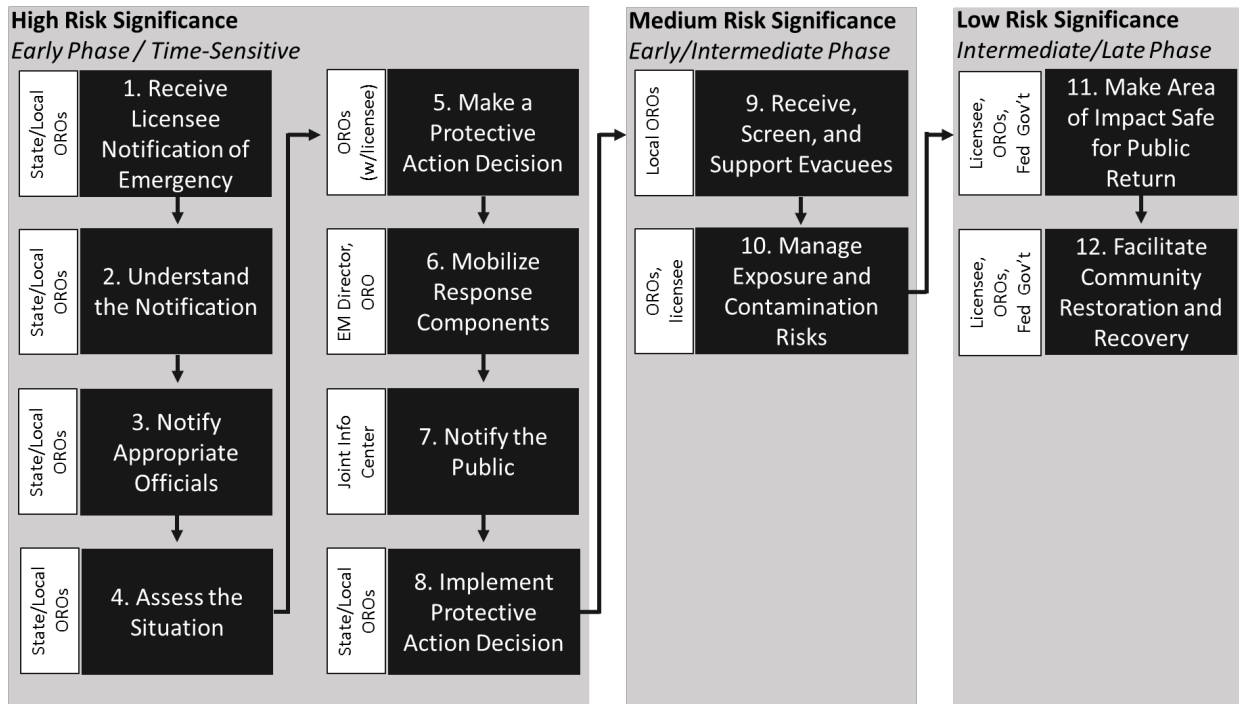 High Risk Significance
Early Phase / Time-Sensitive
State/Local
OROs
1. Receive
Licensee
Notification of
Emergency
State/Local
OROs
2. Understand
the Notification
State/Local
OROs
3. Notify
Appropriate
Officials
State/Local
OROs
4. Assess the
Situation
OROs
(w/licensee)
5. Make a
Protective
Action Decision
EM Director,
ORO
6. Mobilize
Response
Components
Joint Info
Center
7. Notify the
Public
State/Local
OROs
8. Implement
Protective
Action Decision
Medium Risk Significance
Early/Intermediate Phase
Local OROs
9. Receive,
Screen, and
Support Evacuees
OROs,
licensee
10. Manage
Exposure and
Contamination
Risks
Low Risk Significance
Intermediate/Late Phase
Licensee,
OROs,
Fed Gov't
11. Make Area
of Impact Safe
for Public
Return
Licensee,
OROs,
Fed Gov't
12. Facilitate
Community
Restoration and
Recovery